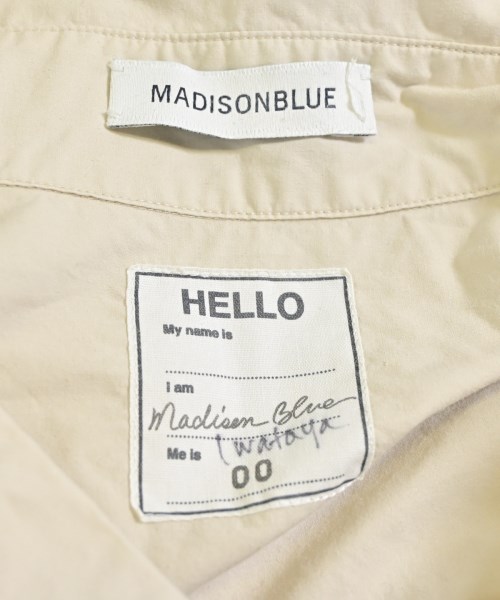 MADISONBLUE
HELLO
My name is
i am
Madison Blue
Iwataya
Me is
00